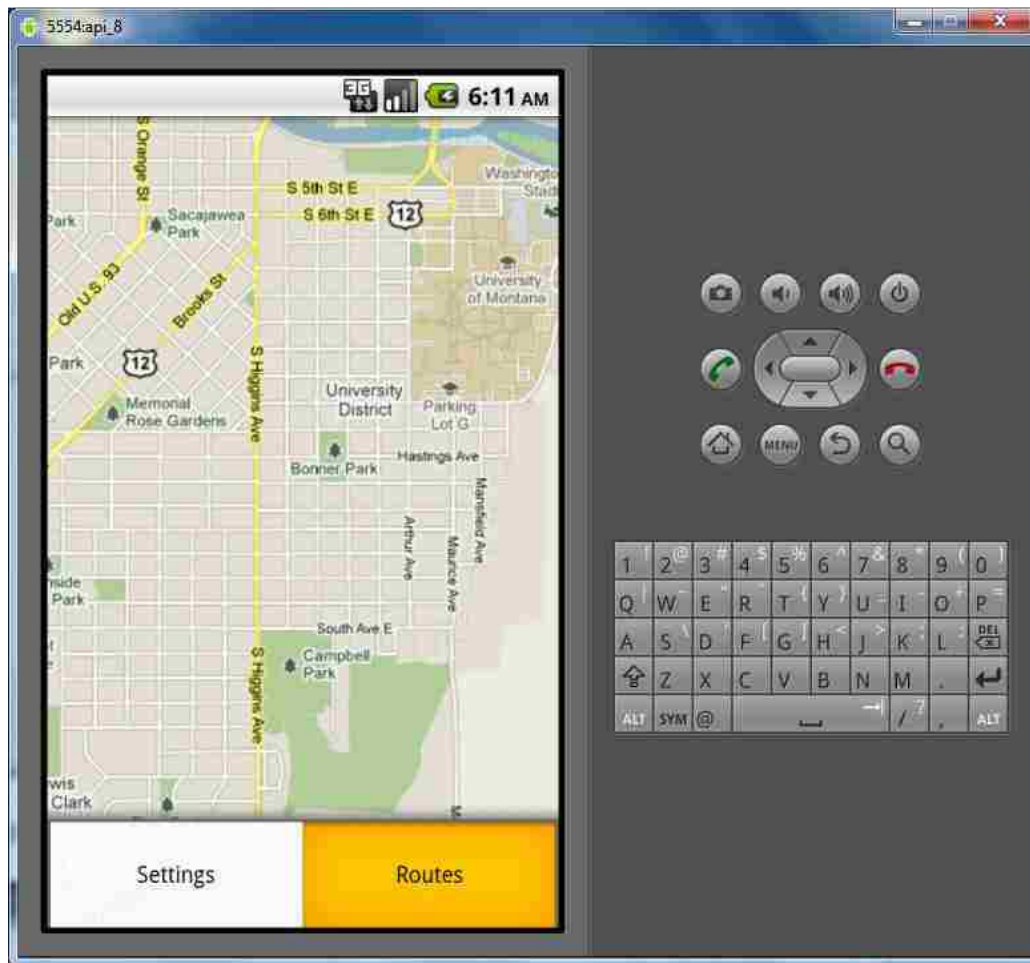 5554:api_8
3G 6:11 AM
S Orange St
S 5th St E
Park
Sacajawea
Park
S 6th St E
12
University
of Montana
Old U.S. 93
Brooks St
Park
12
S Higgins Ave
University
District
Memorial
Rose Gardens
Parking
Lot G
Bonner Park
Hastings Ave
Mansfield Ave
Arthur Ave
Maurice Ave
Park
South Ave E
Campbell
Park
S Higgins Ave
Clark
Settings
Routes
MENU
1 ! 2 @ 3 # 4 $ 5 % 6 ^ 7 & 8 * 9 ( 0 )
Q W E R T Y U I O P
A S D F G H J K L DEL
Z X C V B N M .
ALT SYM @ / ? , ALT